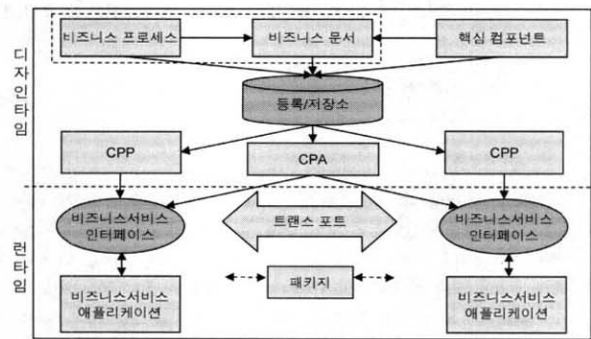 디자인타임
비즈니스 프로세스
비즈니스 문서
핵심 컴포넌트
등록/저장소
CPP
CPA
CPP
런타임
비즈니스서비스
인터페이스
트랜스 포트
비즈니스서비스
인터페이스
비즈니스서비스
애플리케이션
패키지
비즈니스서비스
애플리케이션